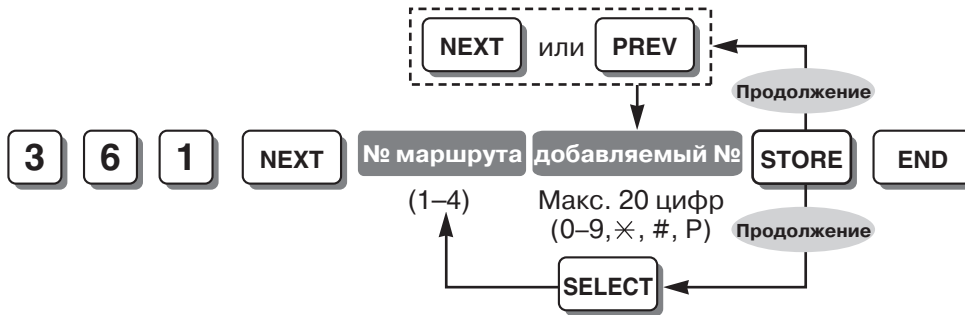 NEXT или PREV
Продолжение
3 6 1 NEXT № маршрута добавляемый № STORE END
(1–4) Макс. 20 цифр
(0–9, ✳, #, P) Продолжение
SELECT